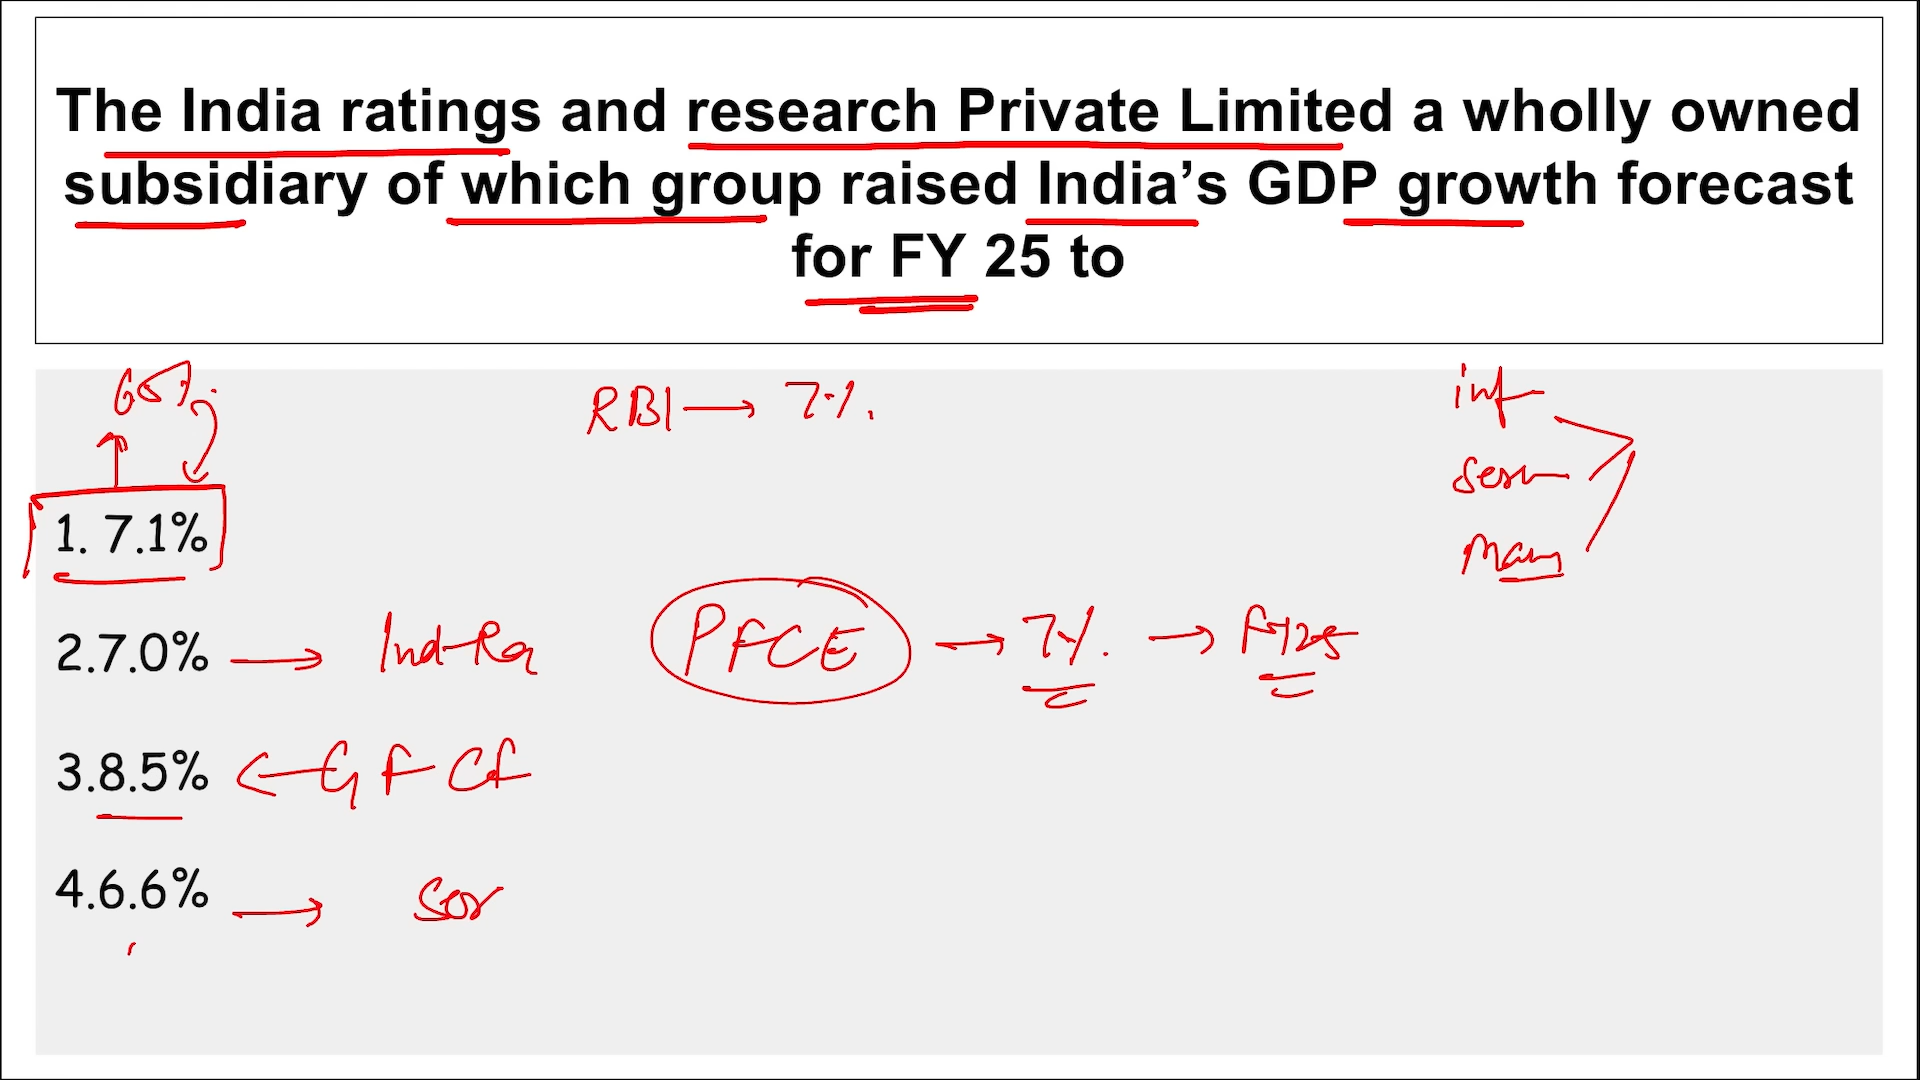 The India ratings and research Private Limited a wholly owned
subsidiary of which group raised India’s GDP growth forecast
for FY 25 to
RBI → 7%.
inf
1. 7.1%
2.7.0% → Ind-Ra PFCE → 7%. → FY25
3.8.5% ← GFCF
4.6.6% →